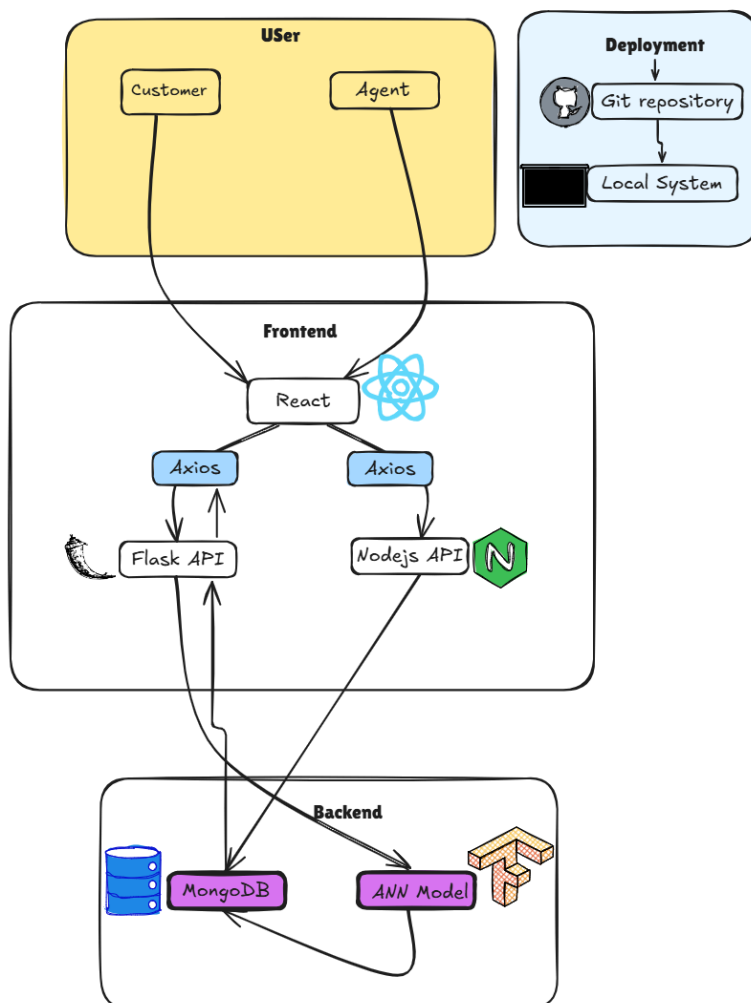 USer
Customer
Agent
Deployment
Git repository
Local System
Frontend
React
Axios
Axios
Flask API
Nodejs API
N
Backend
MongoDB
ANN Model